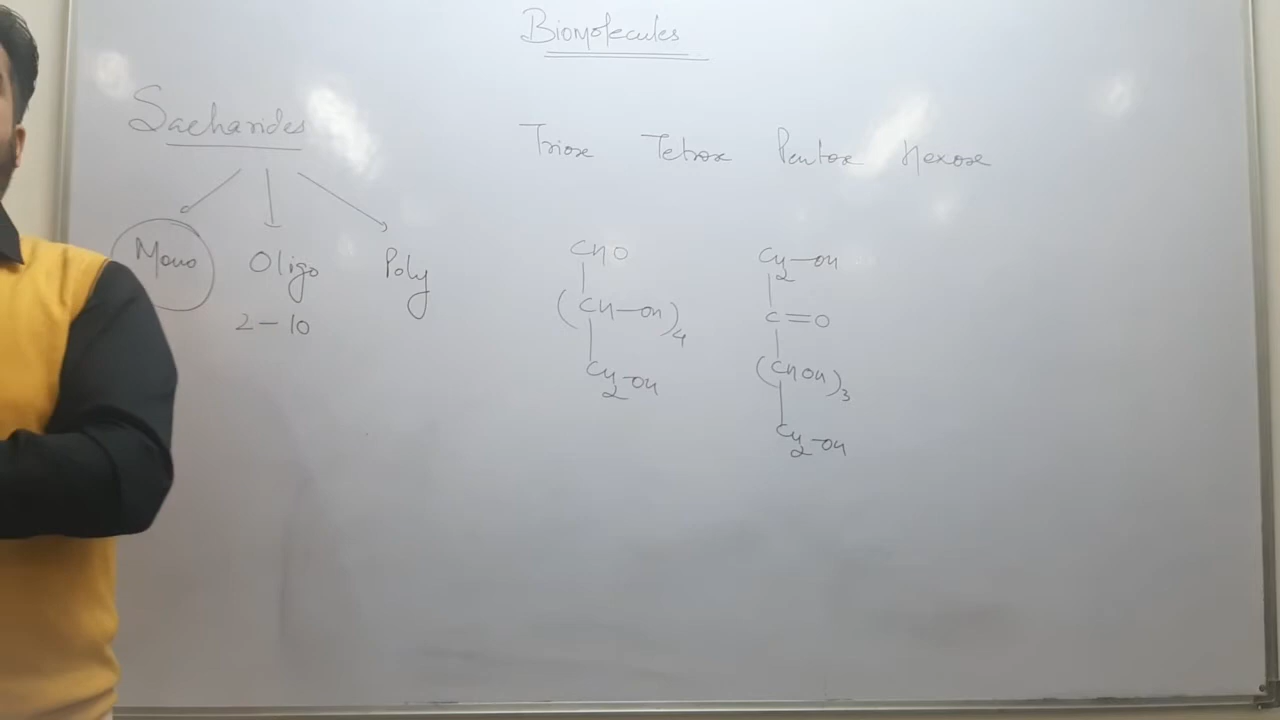 Biomolecules
Sacharides
Mono Oligo Poly
2-10
Triose Tetrose Pentose Hexose
CHO
(CH-OH)4
CH2-OH
CH2-OH
C=O
(CHOH)3
CH2-OH